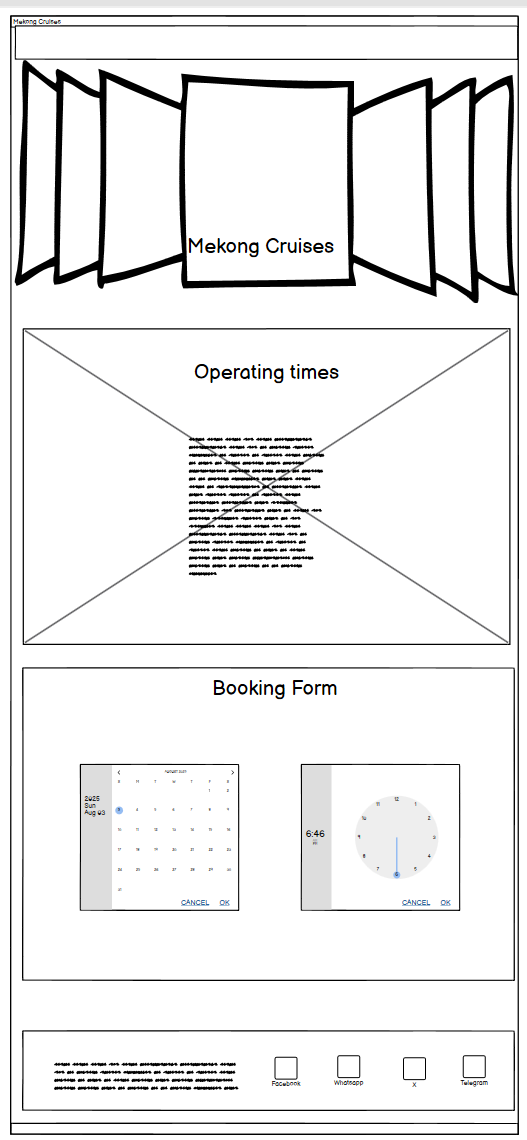 Mekong Cruises
Mekong Cruises
Operating times
Booking Form
AUGUST 2025
S M T W T F S
1 2
2025
Sun
Aug 03
3 4 5 6 7 8 9
10 11 12 13 14 15 16
17 18 19 20 21 22 23
24 25 26 27 28 29 30
31
CANCEL OK
12
11 1
10 2
6:46
9 3
8 4
7 5
6
CANCEL OK
Facebook Whatsapp X Telegram